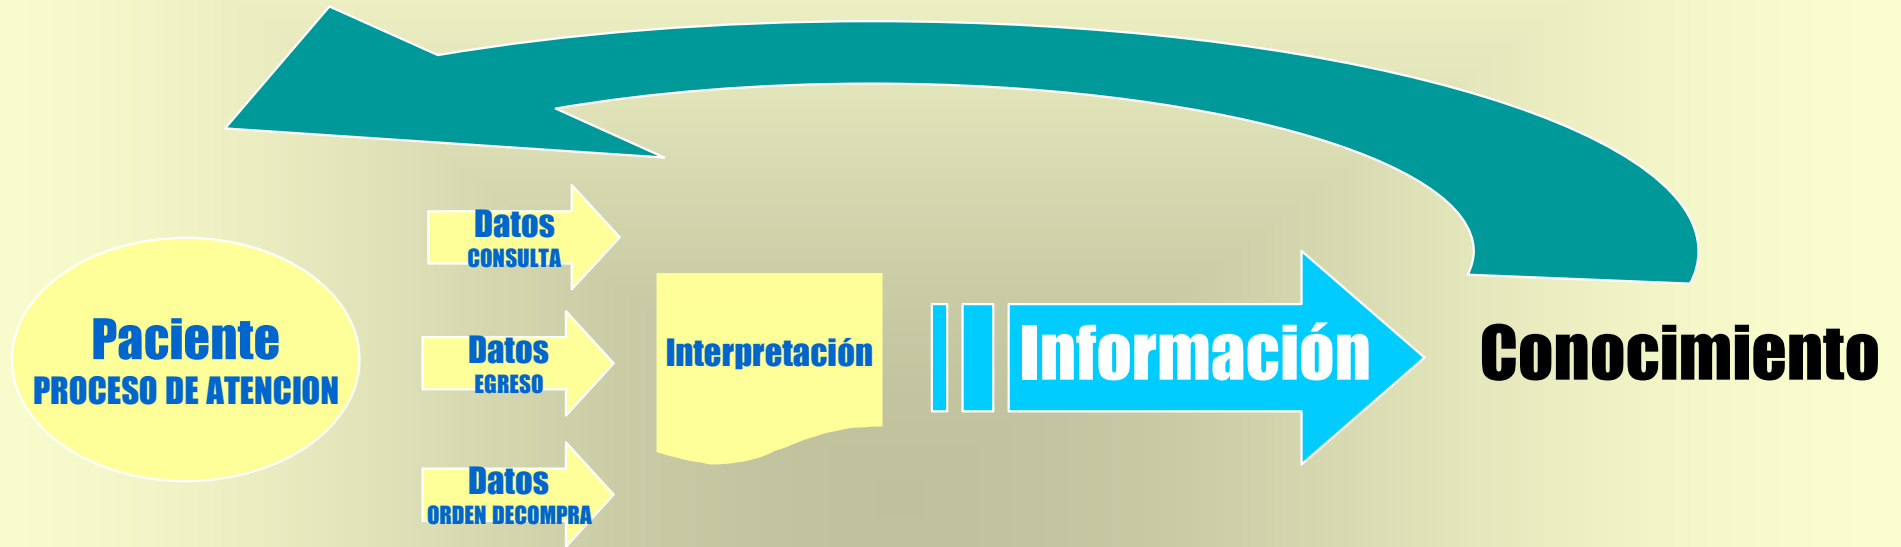 Paciente
PROCESO DE ATENCION
Datos
CONSULTA
Datos
EGRESO
Datos
ORDEN DECOMPRA
Interpretación
Información
Conocimiento